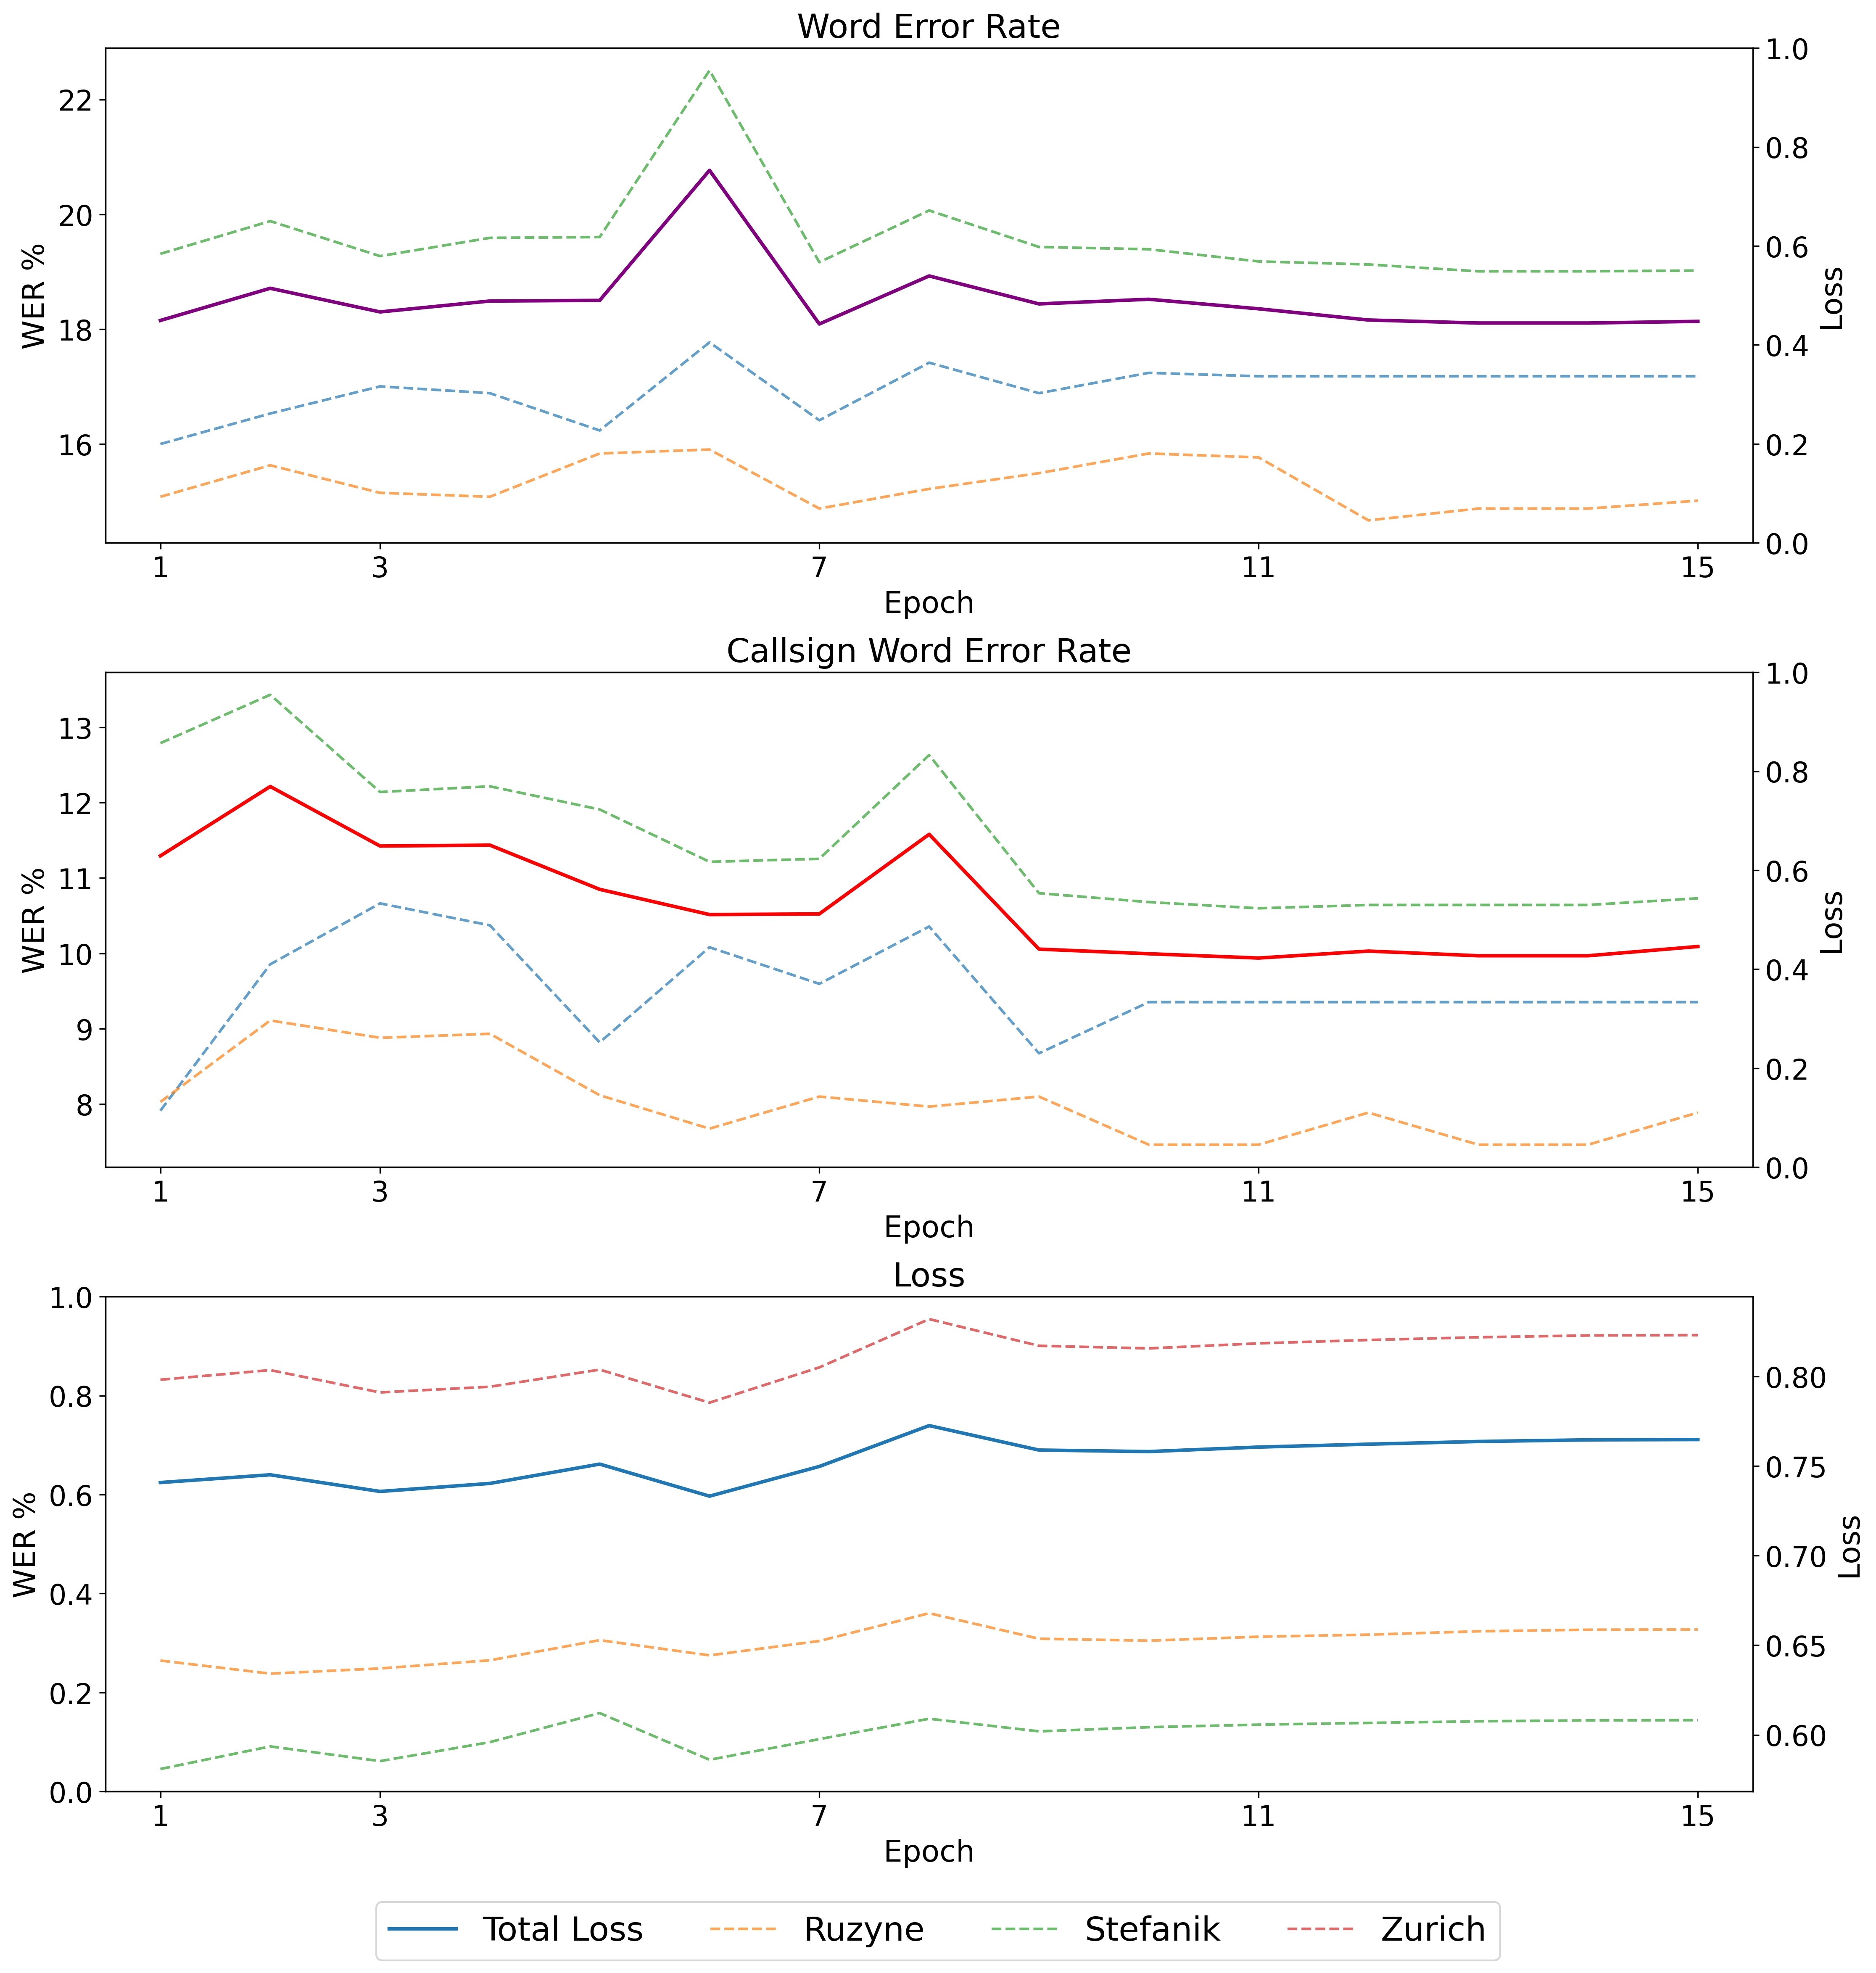 Word Error Rate
22
20
18
16
WER %
1.0
0.8
0.6
0.4
0.2
0.0
Loss
1 3 7 11 15
Epoch
Callsign Word Error Rate
13
12
11
10
9
8
WER %
1.0
0.8
0.6
0.4
0.2
0.0
Loss
1 3 7 11 15
Epoch
Loss
1.0
0.8
0.6
0.4
0.2
0.0
WER %
0.80
0.75
0.70
0.65
0.60
Loss
1 3 7 11 15
Epoch
Total Loss Ruzyne Stefanik Zurich